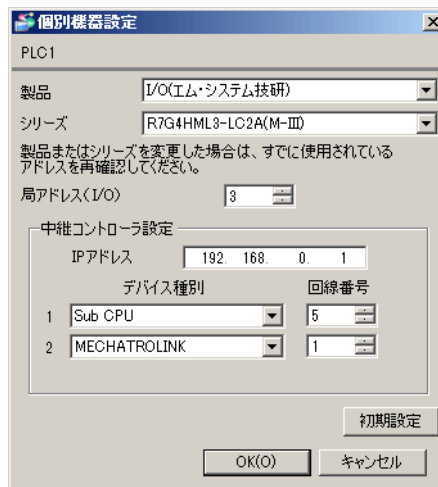 個別機器設定
PLC1
製品 I/O(エム・システム技研)
シリーズ R7G4HML3-LC2A(M-Ⅲ)
製品またはシリーズを変更した場合は、すでに使用されている
アドレスを再確認してください。
局アドレス(I/O) 3
中継コントローラ設定
IPアドレス 192. 168. 0. 1
デバイス種別 回線番号
1 Sub CPU 5
2 MECHATROLINK 1
初期設定
OK(O) キャンセル